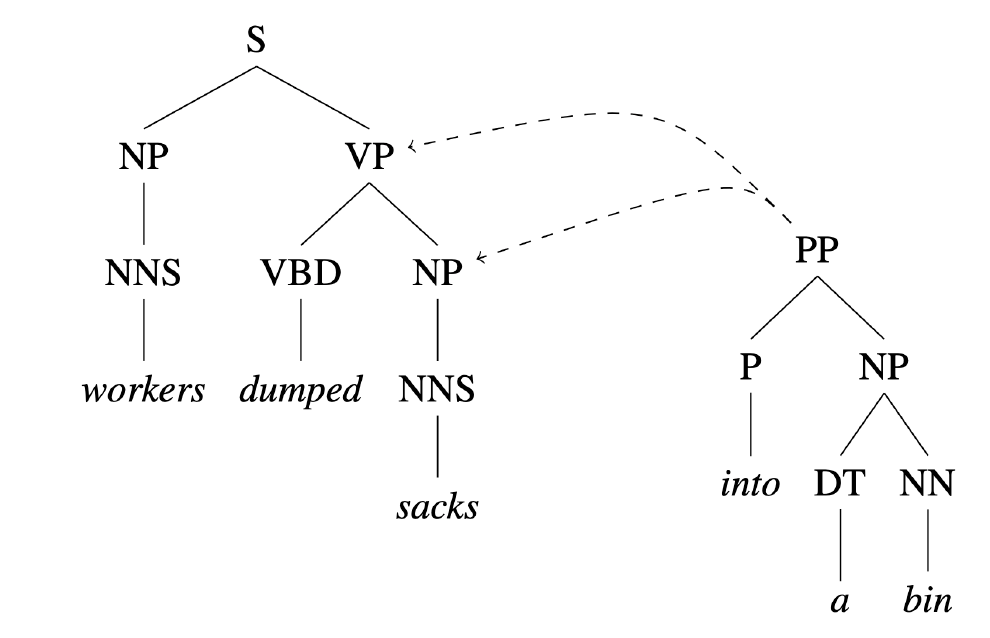 S
NP VP
PP
NNS VBD NP
P NP
workers dumped NNS
into DT NN
sacks
a bin